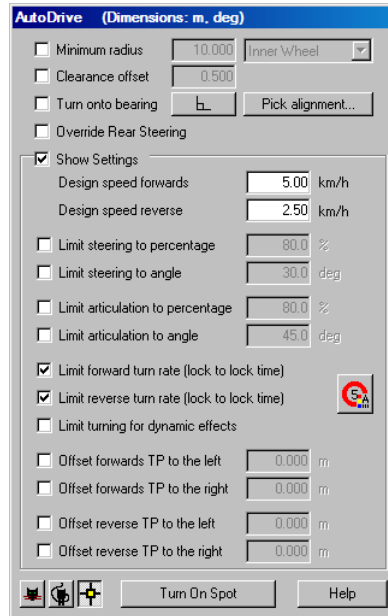 AutoDrive (Dimensions: m, deg)
Minimum radius 10.000 Inner Wheel
Clearance offset 0.500
Turn onto bearing Pick alignment...
Override Rear Steering
Show Settings
Design speed forwards 5.00 km/h
Design speed reverse 2.50 km/h
Limit steering to percentage 80.0 %
Limit steering to angle 30.0 deg
Limit articulation to percentage 80.0 %
Limit articulation to angle 45.0 deg
Limit forward turn rate (lock to lock time)
Limit reverse turn rate (lock to lock time)
5 A
Limit turning for dynamic effects
Offset forwards TP to the left 0.000 m
Offset forwards TP to the right 0.000 m
Offset reverse TP to the left 0.000 m
Offset reverse TP to the right 0.000 m
Turn On Spot Help